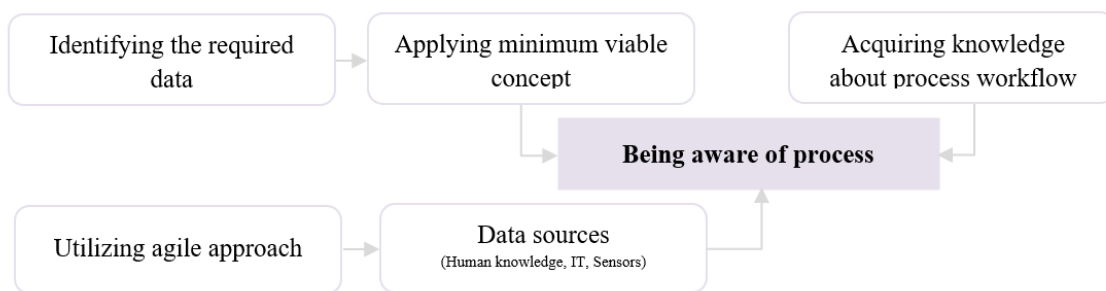 Identifying the required
data
Applying minimum viable
concept
Acquiring knowledge
about process workflow
Being aware of process
Utilizing agile approach
Data sources
(Human knowledge, IT, Sensors)